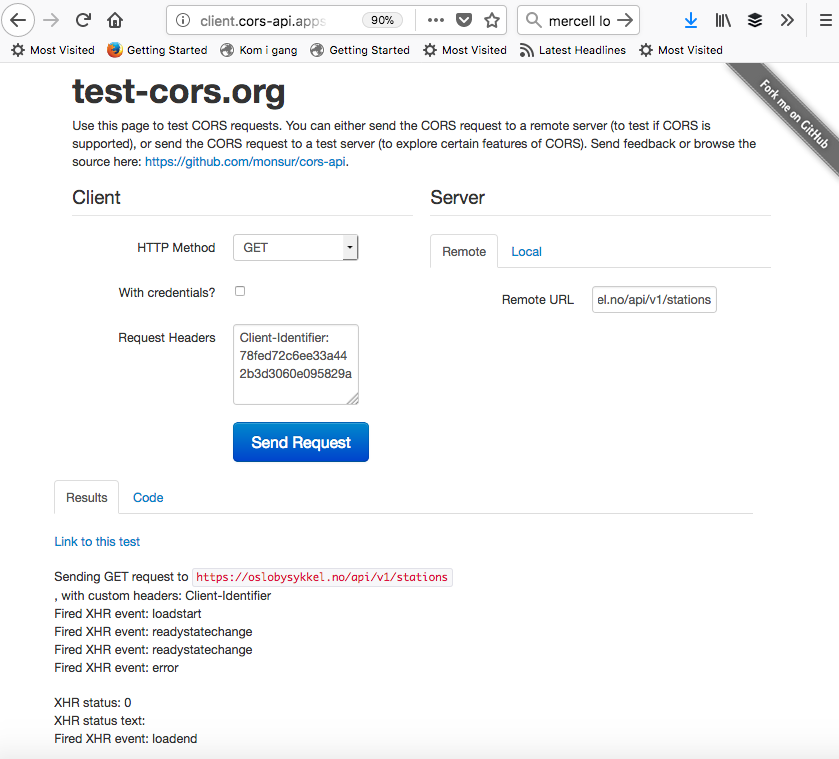 client.cors-api.apps
90%
mercell lo
Most Visited
Getting Started
Kom i gang
Getting Started
Most Visited
Latest Headlines
Most Visited
test-cors.org
Fork me on GitHub
Use this page to test CORS requests. You can either send the CORS request to a remote server (to test if CORS is
supported), or send the CORS request to a test server (to explore certain features of CORS). Send feedback or browse the
source here: https://github.com/monsur/cors-api.
Client
HTTP Method
GET
With credentials?
Request Headers
Client-Identifier:
78fed72c6ee33a44
2b3d3060e095829a
Send Request
Server
Remote
Local
Remote URL
el.no/api/v1/stations
Results
Code
Link to this test
Sending GET request to https://oslobysykkel.no/api/v1/stations
, with custom headers: Client-Identifier
Fired XHR event: loadstart
Fired XHR event: readystatechange
Fired XHR event: readystatechange
Fired XHR event: error
XHR status: 0
XHR status text:
Fired XHR event: loadend